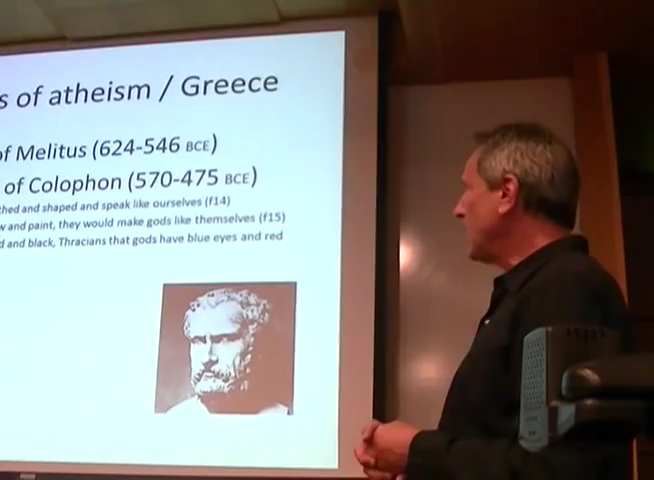 s of atheism / Greece
of Melitus (624-546 BCE)
of Colophon (570-475 BCE)
thed and shaped and speak like ourselves (f14)
w and paint, they would make gods like themselves (f15)
d and black, Thracians that gods have blue eyes and red